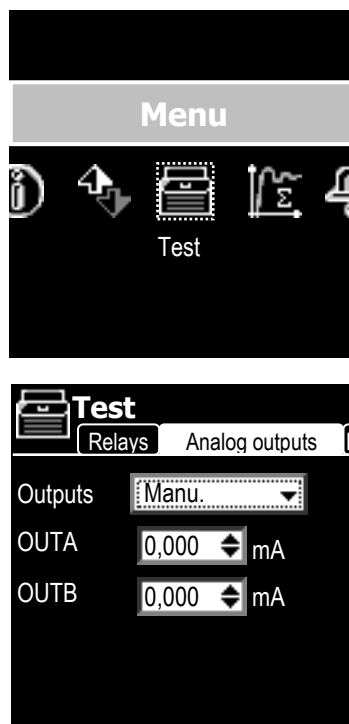 Menu
Test
Test
Relays Analog outputs
Outputs Manu.
OUTA 0,000 mA
OUTB 0,000 mA